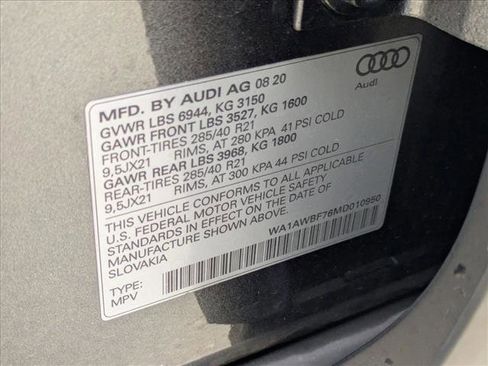 MFD. BY AUDI AG 08 20
GVWR LBS 6944, KG 3150
GAWR FRONT LBS 3527, KG 1600
FRONT-TIRES 285/40 R21
9,5JX21 RIMS, AT 280 KPA 41 PSI COLD
GAWR REAR LBS 3968, KG 1800
REAR-TIRES 285/40 R21
9,5JX21 RIMS, AT 300 KPA 44 PSI COLD
THIS VEHICLE CONFORMS TO ALL APPLICABLE
U.S. FEDERAL MOTOR VEHICLE SAFETY
STANDARDS IN EFFECT ON THE DATE OF
MANUFACTURE SHOWN ABOVE.
SLOVAKIA
WA1AWBF76MD010950
TYPE:
MPV
Audi